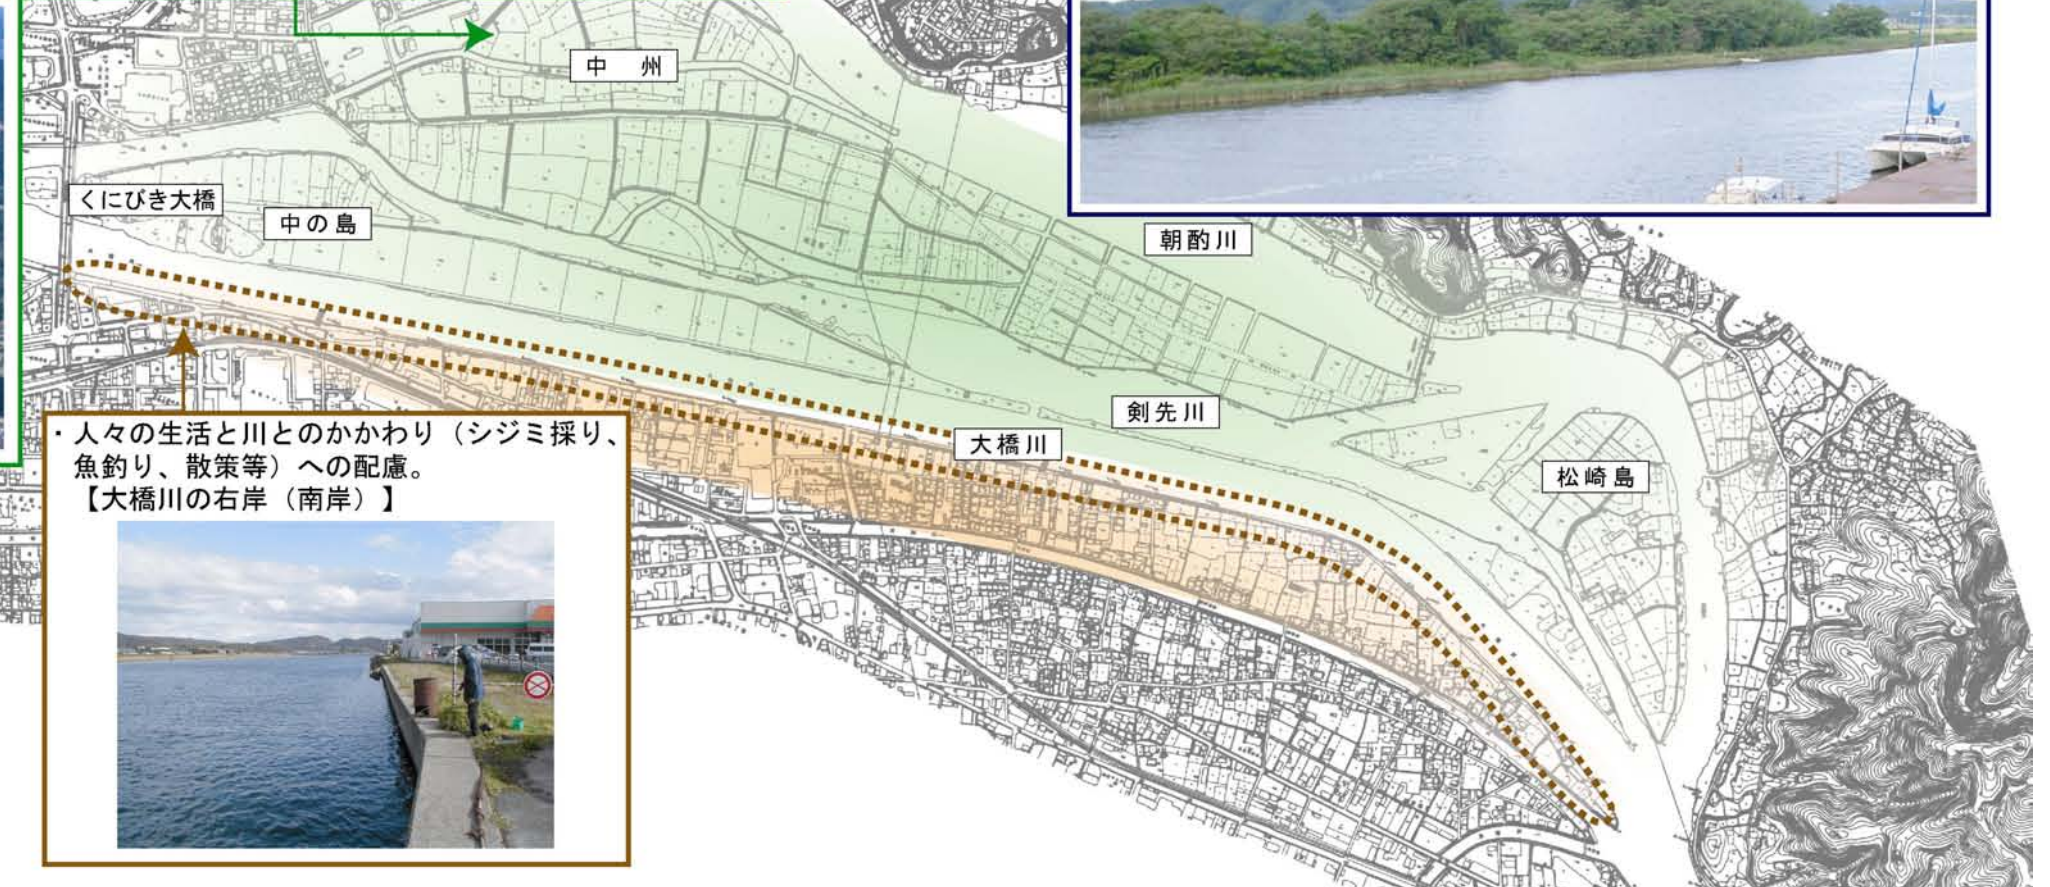 中 州
くにびき大橋
中の島
朝酌川
剣先川
大橋川
松崎島
・人々の生活と川とのかかわり（シジミ採り、
魚釣り、散策等）への配慮。
【大橋川の右岸（南岸）】